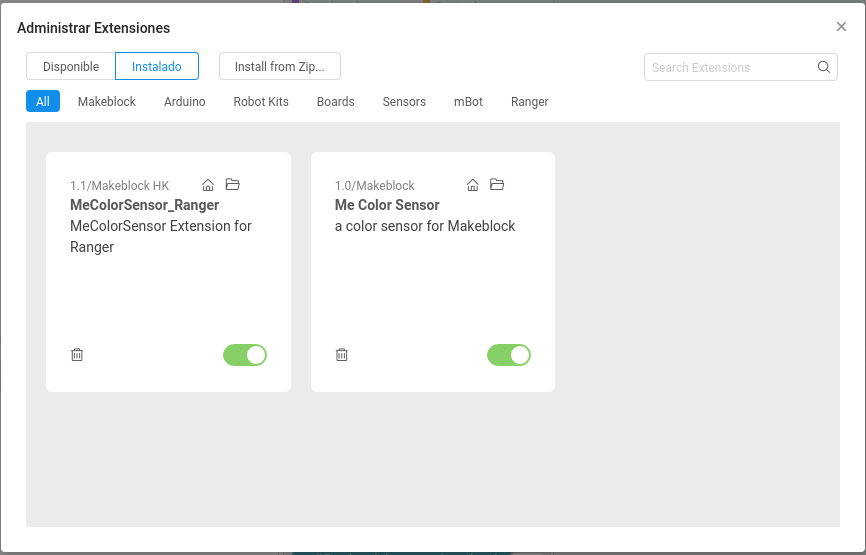 Administrar Extensiones
Disponible Instalado Install from Zip... Search Extensions
All Makeblock Arduino Robot Kits Boards Sensors mBot Ranger
1.1/Makeblock HK
MeColorSensor_Ranger
MeColorSensor Extension for
Ranger
1.0/Makeblock
Me Color Sensor
a color sensor for Makeblock